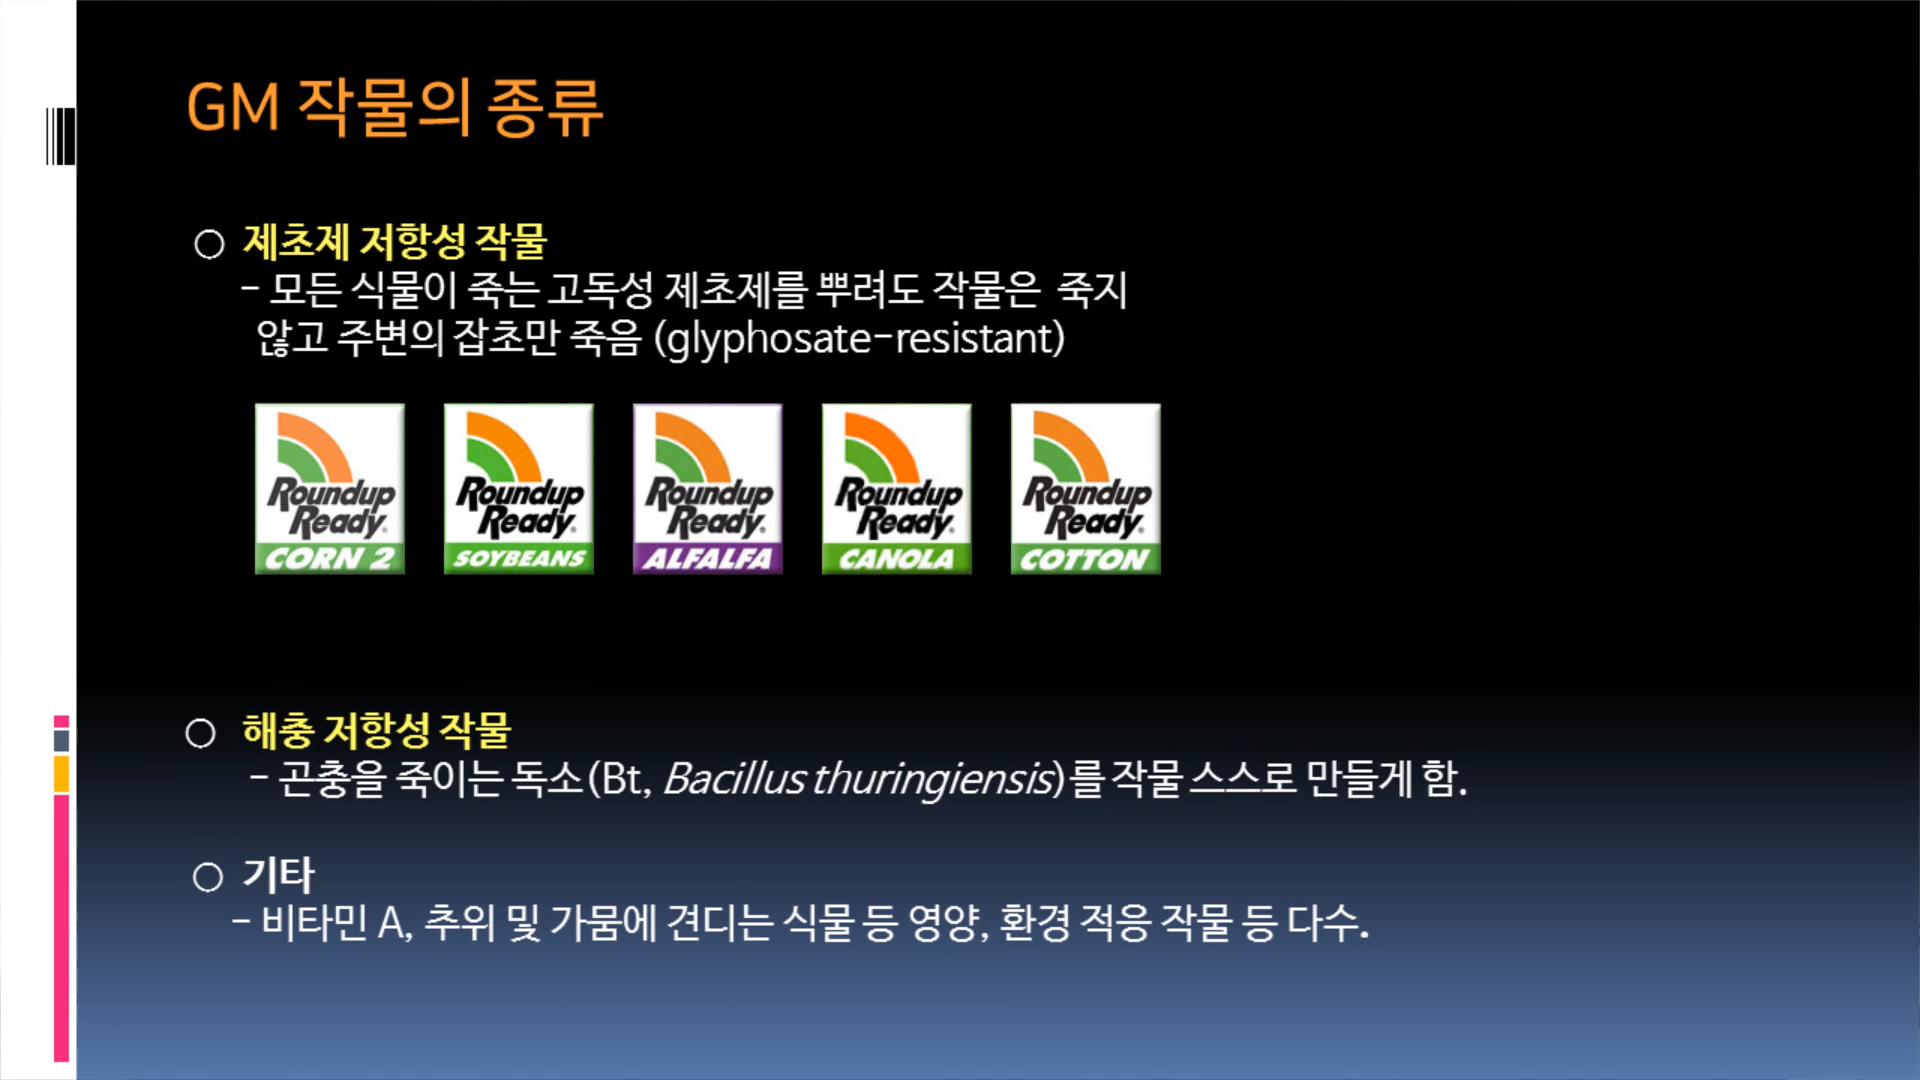 GM 작물의 종류
○ 제초제 저항성 작물
- 모든 식물이 죽는 고독성 제초제를 뿌려도 작물은 죽지
않고 주변의 잡초만 죽음 (glyphosate-resistant)
Roundup Ready. CORN 2
Roundup Ready. SOYBEANS
Roundup Ready. ALFALFA
Roundup Ready. CANOLA
Roundup Ready. COTTON
○ 해충 저항성 작물
- 곤충을 죽이는 독소(Bt, Bacillus thuringiensis)를 작물 스스로 만들게 함.
○ 기타
- 비타민 A, 추위 및 가뭄에 견디는 식물 등 영양, 환경 적응 작물 등 다수.